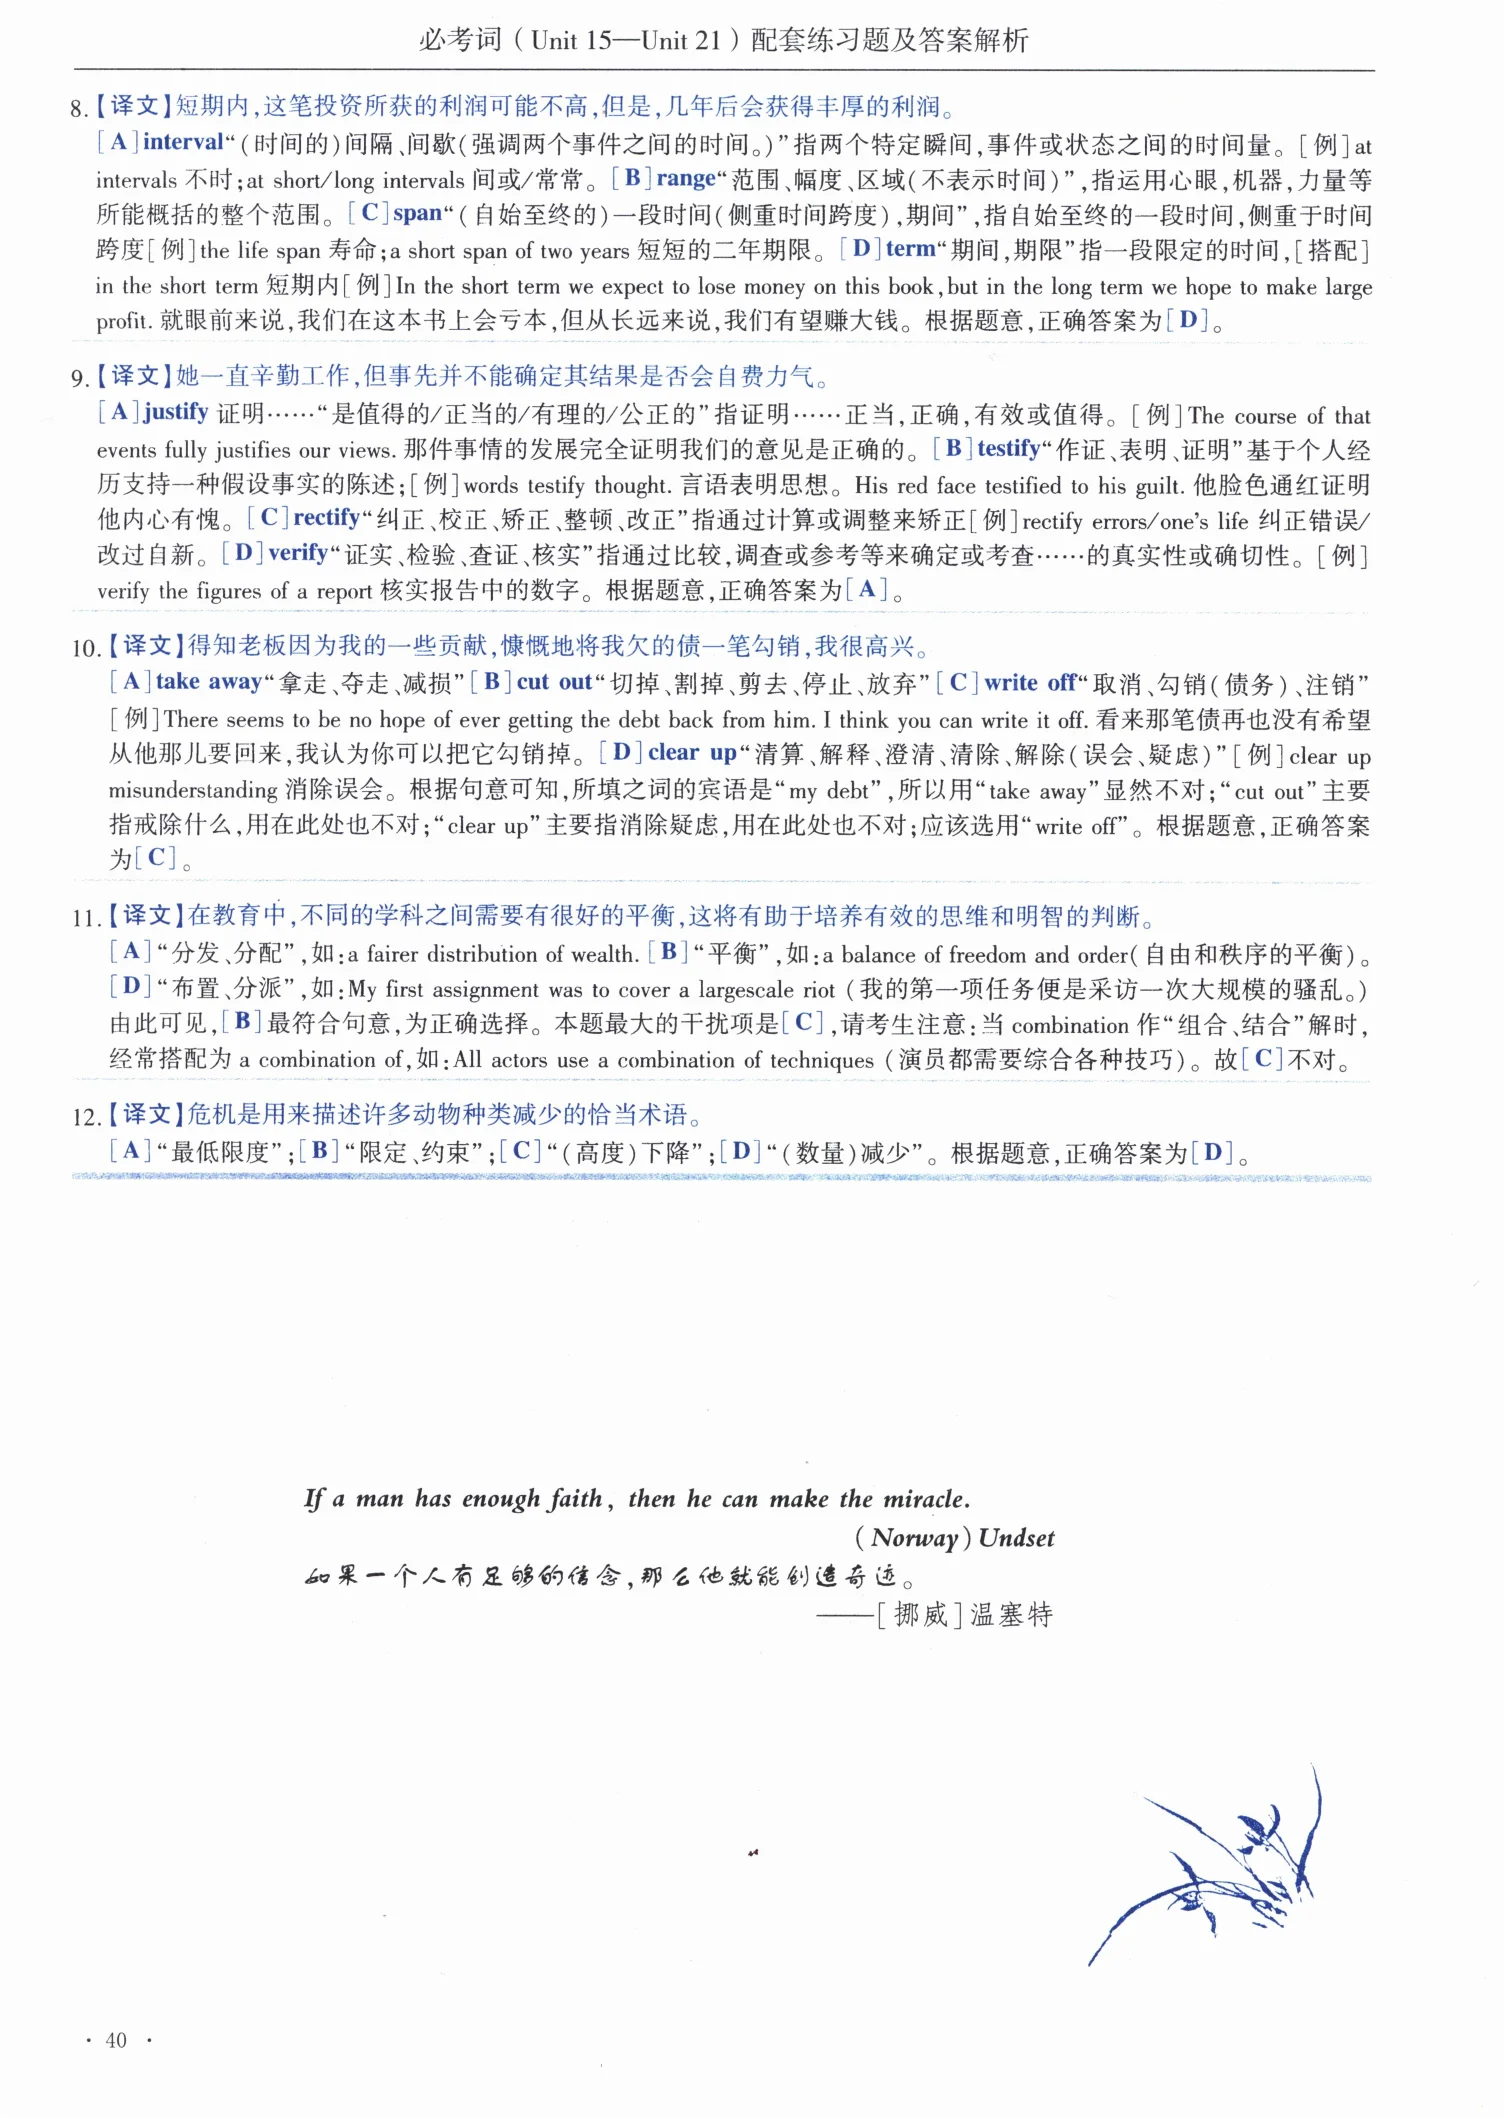 必考词（Unit 15—Unit 21）配套练习题及答案解析
8.【译文】短期内,这笔投资所获的利润可能不高,但是,几年后会获得丰厚的利润。
[A]interval“(时间的)间隔、间歇(强调两个事件之间的时间。)”指两个特定瞬间,事件或状态之间的时间量。[例]at
intervals 不时;at short/long intervals 间或/常常。[B]range“范围、幅度、区域(不表示时间)”,指运用心眼,机器,力量等
所能概括的整个范围。[C]span“(自始至终的)一段时间(侧重时间跨度),期间”,指自始至终的一段时间,侧重于时间
跨度[例]the life span 寿命;a short span of two years 短短的二年期限。[D]term“期间,期限”指一段限定的时间,[搭配]
in the short term 短期内[例]In the short term we expect to lose money on this book,but in the long term we hope to make large
profit. 就眼前来说,我们在这本书上会亏本,但从长远来说,我们有望赚大钱。根据题意,正确答案为[D]。
9.【译文】她一直辛勤工作,但事先并不能确定其结果是否会自费力气。
[A]justify 证明……“是值得的/正当的/有理的/公正的”指证明……正当,正确,有效或值得。[例]The course of that
events fully justifies our views. 那件事情的发展完全证明我们的意见是正确的。[B]testify“作证、表明、证明”基于个人经
历支持一种假设事实的陈述;[例]words testify thought. 言语表明思想。His red face testified to his guilt. 他脸色通红证明
他内心有愧。[C]rectify“纠正、校正、矫正、整顿、改正”指通过计算或调整来矫正[例]rectify errors/one's life 纠正错误/
改过自新。[D]verify“证实、检验、查证、核实”指通过比较,调查或参考等来确定或考查……的真实性或确切性。[例]
verify the figures of a report 核实报告中的数字。根据题意,正确答案为[A]。
10.【译文】得知老板因为我的一些贡献,慷慨地将我欠的债一笔勾销,我很高兴。
[A]take away“拿走、夺走、减损”[B]cut out“切掉、割掉、剪去、停止、放弃”[C]write off“取消、勾销(债务)、注销”
[例]There seems to be no hope of ever getting the debt back from him. I think you can write it off. 看来那笔债再也没有希望
从他那儿要回来,我认为你可以把它勾销掉。[D]clear up“清算、解释、澄清、清除、解除(误会、疑虑)”[例]clear up
misunderstanding 消除误会。根据句意可知,所填之词的宾语是“my debt”,所以用“take away”显然不对;“cut out”主要
指戒除什么,用在此处也不对;“clear up”主要指消除疑虑,用在此处也不对;应该选用“write off”。根据题意,正确答案
为[C]。
11.【译文】在教育中,不同的学科之间需要有很好的平衡,这将有助于培养有效的思维和明智的判断。
[A]“分发、分配”,如:a fairer distribution of wealth.[B]“平衡”,如:a balance of freedom and order(自由和秩序的平衡)。
[D]“布置、分派”,如:My first assignment was to cover a largescale riot (我的第一项任务便是采访一次大规模的骚乱。)
由此可见,[B]最符合句意,为正确选择。本题最大的干扰项是[C],请考生注意:当 combination 作“组合、结合”解时,
经常搭配为 a combination of,如:All actors use a combination of techniques (演员都需要综合各种技巧)。故[C]不对。
12.【译文】危机是用来描述许多动物种类减少的恰当术语。
[A]“最低限度”;[B]“限定、约束”;[C]“(高度)下降”;[D]“(数量)减少”。根据题意,正确答案为[D]。
If a man has enough faith, then he can make the miracle.
(Norway) Undset
如果一个人有足够的信念,那么他就能创造奇迹。
——[挪威]温塞特
· 40 ·